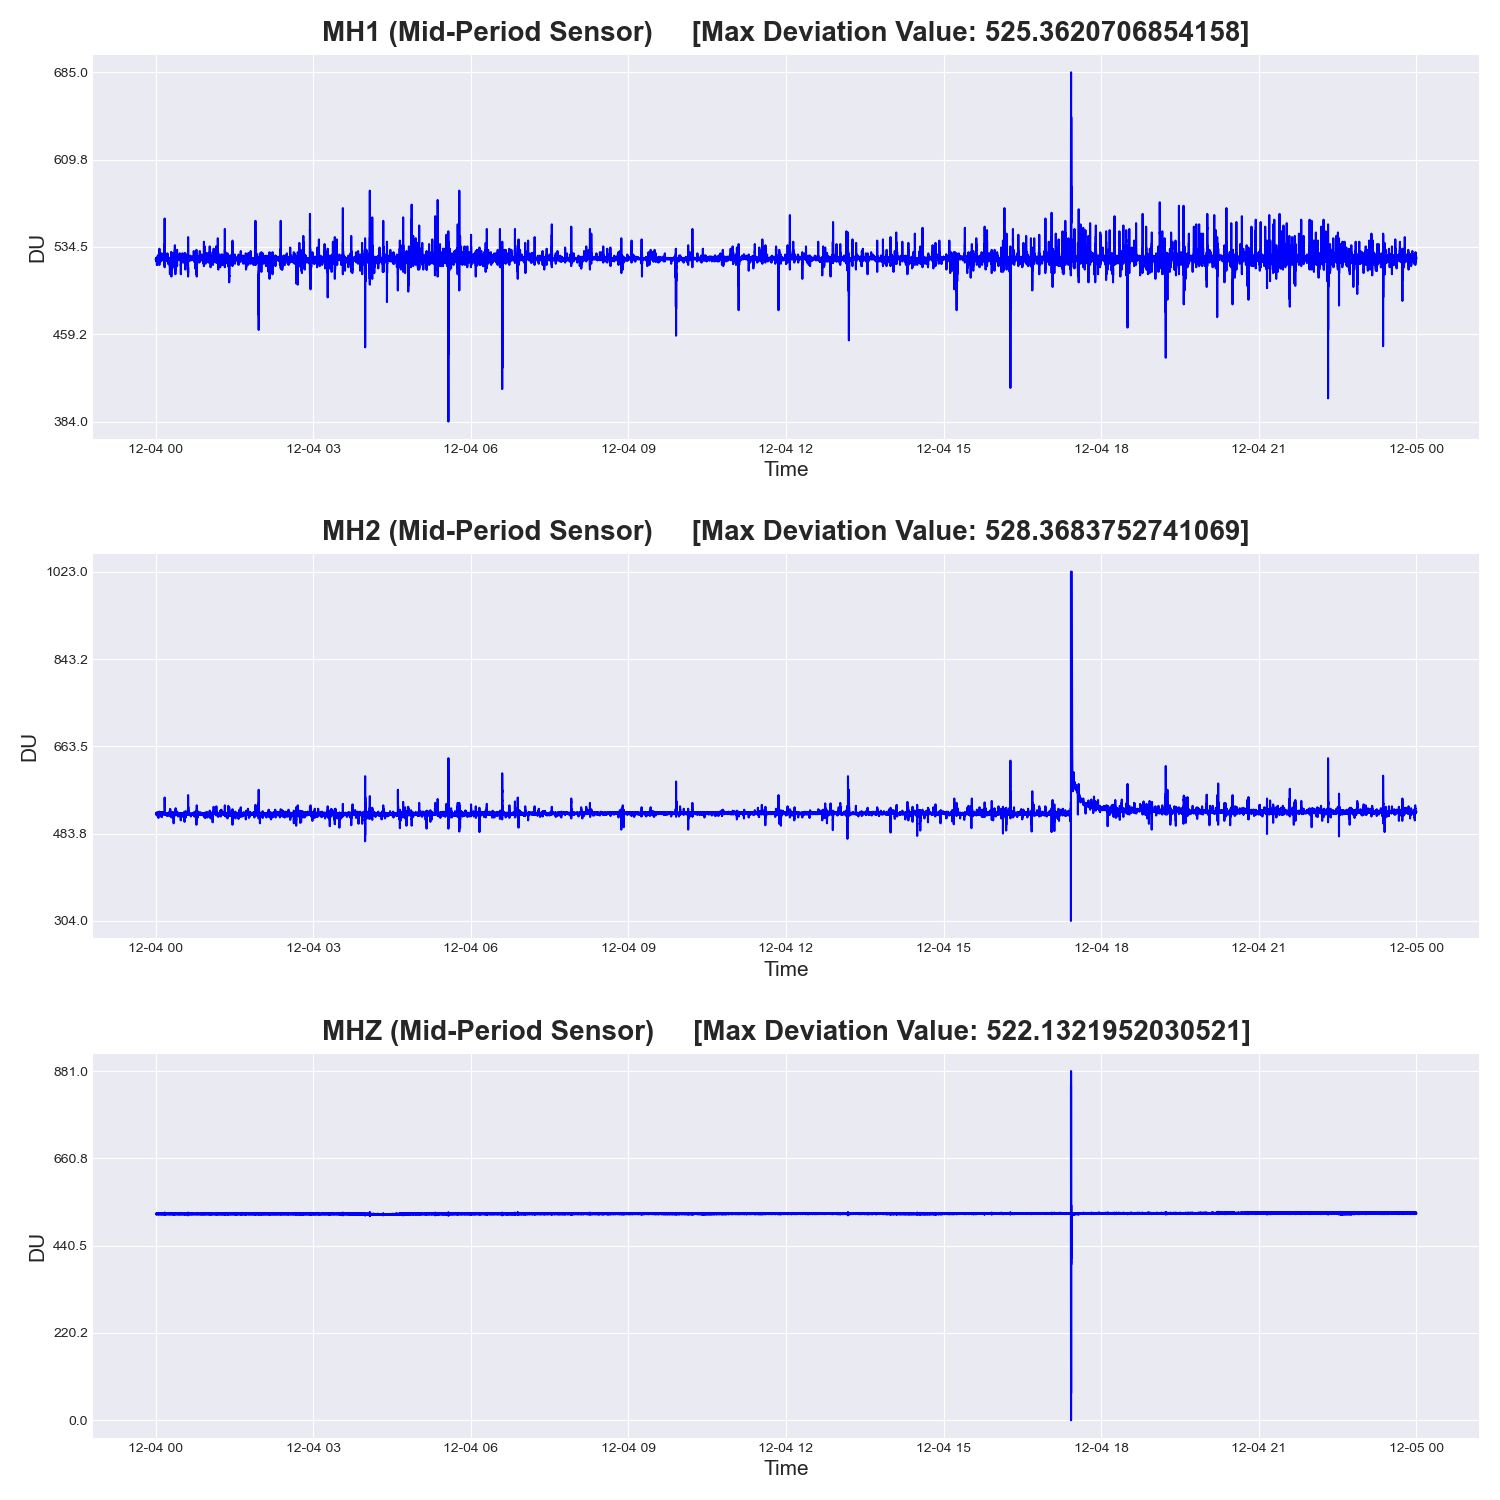 MH1 (Mid-Period Sensor) [Max Deviation Value: 525.3620706854158]
685.0
609.8
534.5
459.2
384.0
DU
12-04 00 12-04 03 12-04 06 12-04 09 12-04 12 12-04 15 12-04 18 12-04 21 12-05 00
Time
MH2 (Mid-Period Sensor) [Max Deviation Value: 528.3683752741069]
1023.0
843.2
663.5
483.8
304.0
DU
12-04 00 12-04 03 12-04 06 12-04 09 12-04 12 12-04 15 12-04 18 12-04 21 12-05 00
Time
MHZ (Mid-Period Sensor) [Max Deviation Value: 522.1321952030521]
881.0
660.8
440.5
220.2
0.0
DU
12-04 00 12-04 03 12-04 06 12-04 09 12-04 12 12-04 15 12-04 18 12-04 21 12-05 00
Time